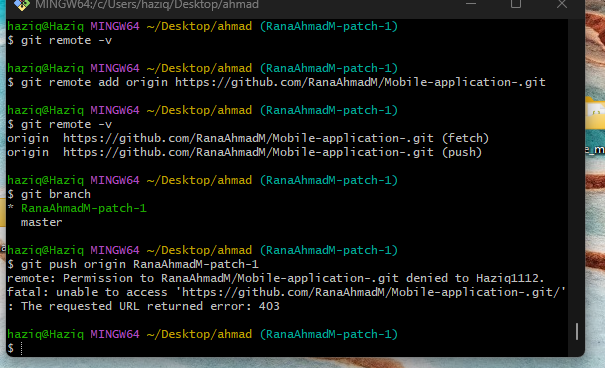 MINGW64:/c/Users/haziq/Desktop/ahmad
haziq@Haziq MINGW64 ~/Desktop/ahmad (RanaAhmadM-patch-1)
$ git remote -v
haziq@Haziq MINGW64 ~/Desktop/ahmad (RanaAhmadM-patch-1)
$ git remote add origin https://github.com/RanaAhmadM/Mobile-application-.git
haziq@Haziq MINGW64 ~/Desktop/ahmad (RanaAhmadM-patch-1)
$ git remote -v
origin  https://github.com/RanaAhmadM/Mobile-application-.git (fetch)
origin  https://github.com/RanaAhmadM/Mobile-application-.git (push)
haziq@Haziq MINGW64 ~/Desktop/ahmad (RanaAhmadM-patch-1)
$ git branch
* RanaAhmadM-patch-1
  master
haziq@Haziq MINGW64 ~/Desktop/ahmad (RanaAhmadM-patch-1)
$ git push origin RanaAhmadM-patch-1
remote: Permission to RanaAhmadM/Mobile-application-.git denied to Haziq1112.
fatal: unable to access 'https://github.com/RanaAhmadM/Mobile-application-.git/'
: The requested URL returned error: 403
haziq@Haziq MINGW64 ~/Desktop/ahmad (RanaAhmadM-patch-1)
$